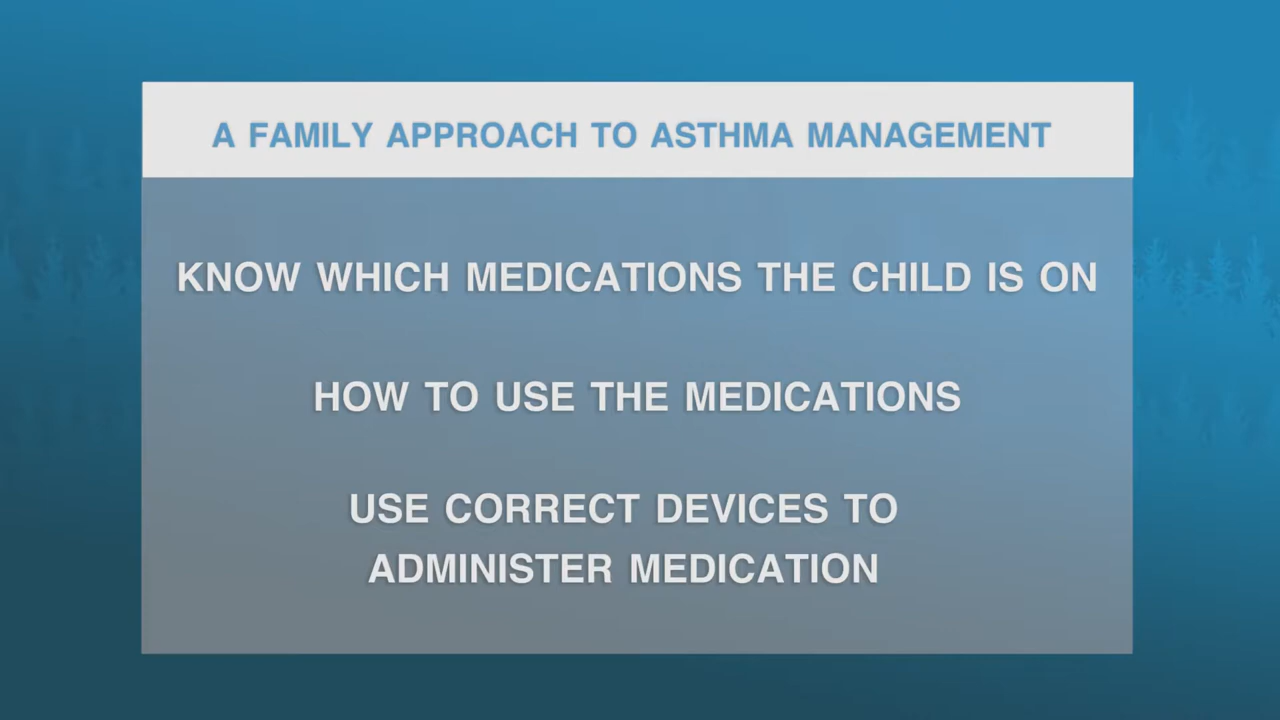 A FAMILY APPROACH TO ASTHMA MANAGEMENT
KNOW WHICH MEDICATIONS THE CHILD IS ON
HOW TO USE THE MEDICATIONS
USE CORRECT DEVICES TO
ADMINISTER MEDICATION